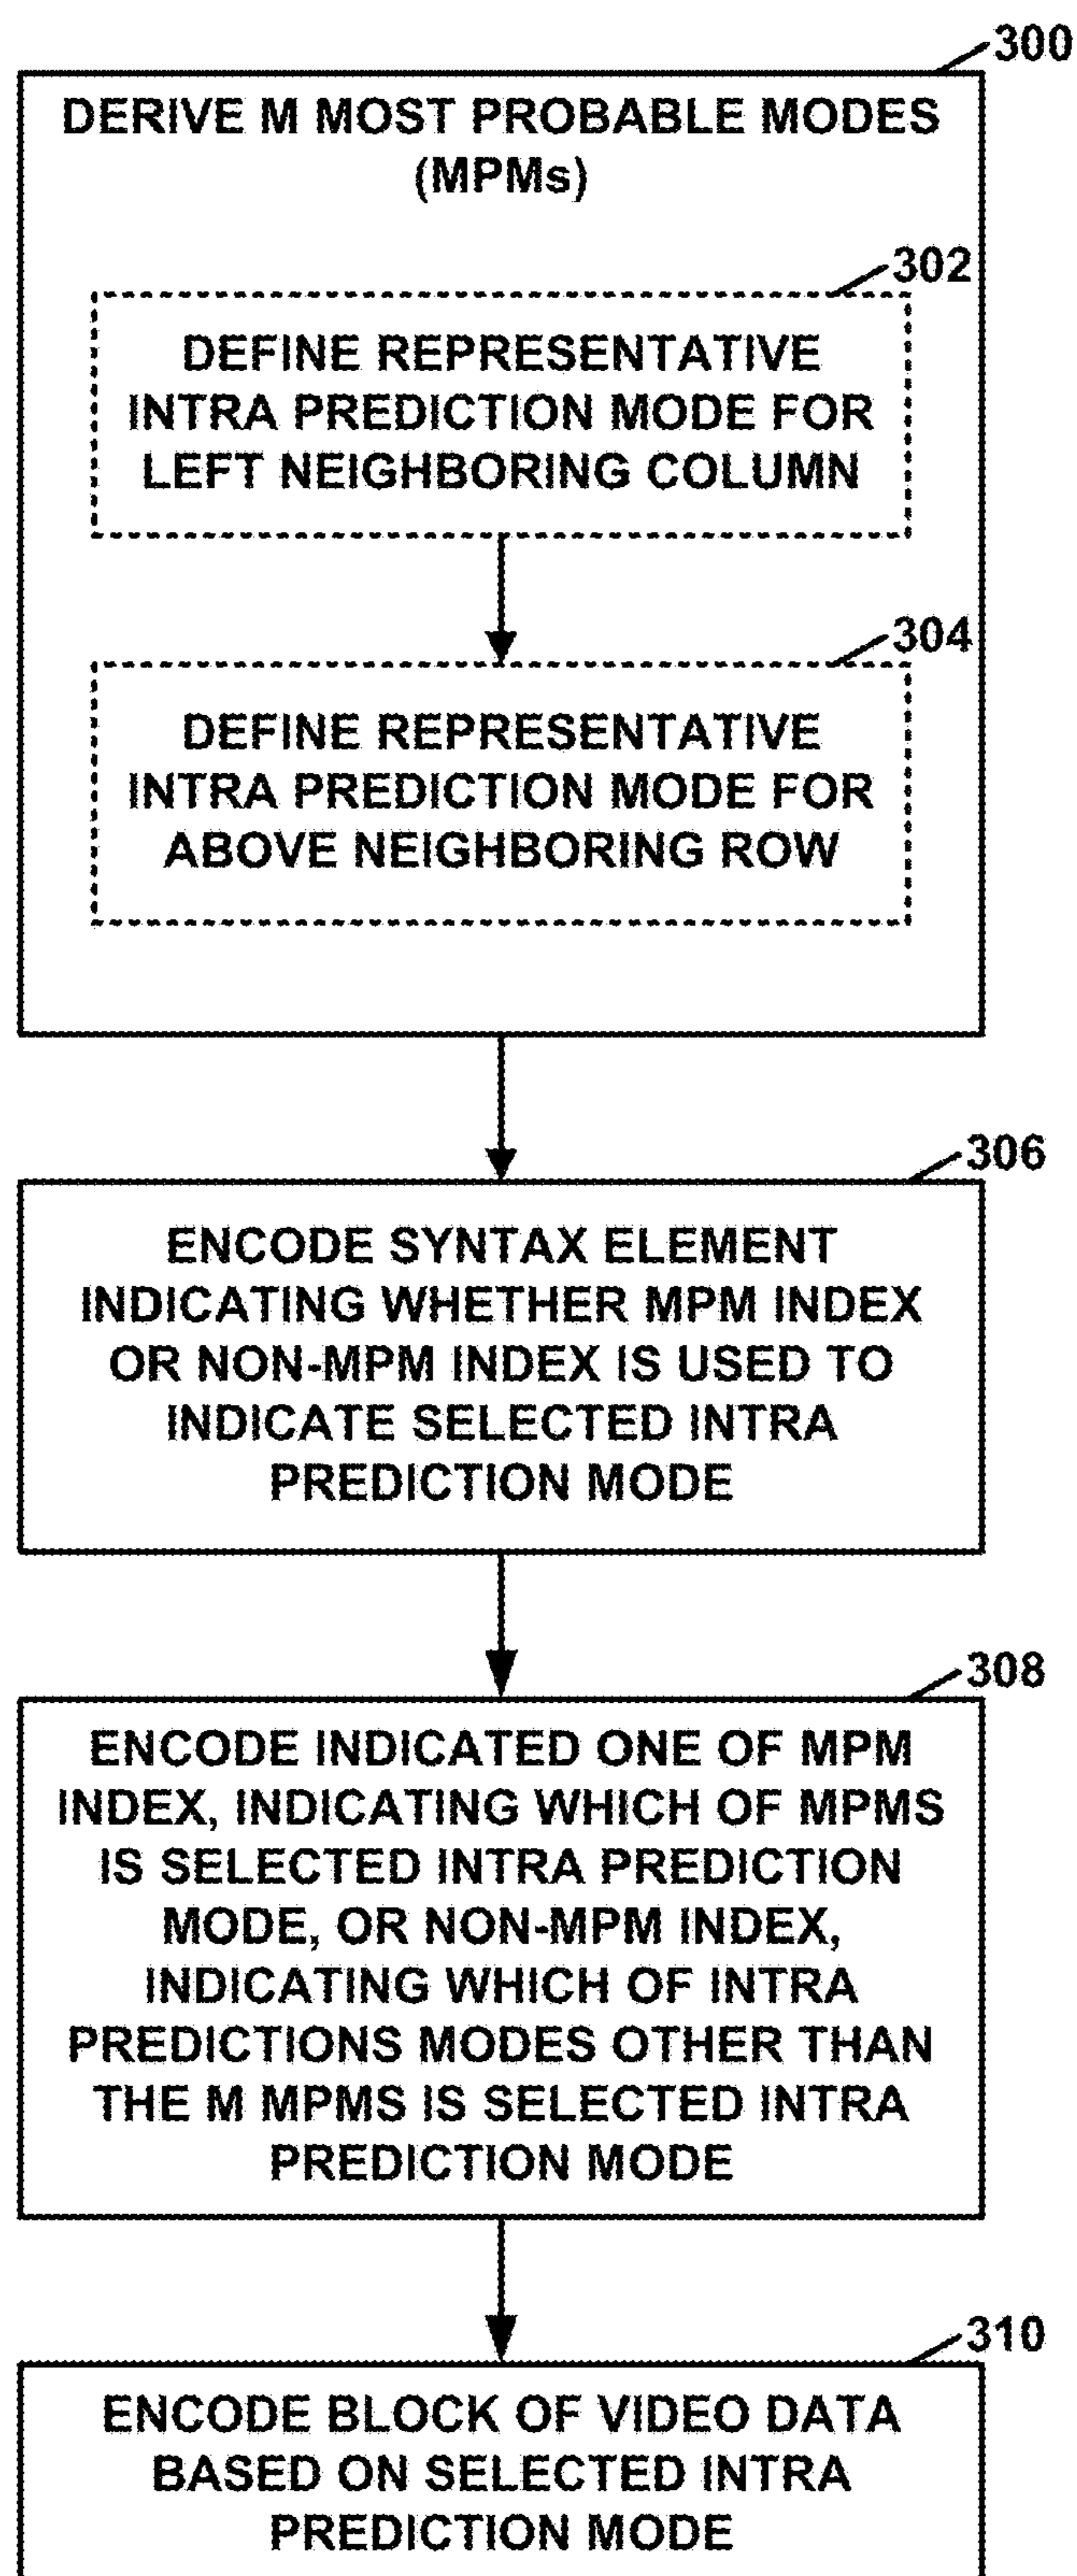 300
DERIVE M MOST PROBABLE MODES
(MPMs)
302
DEFINE REPRESENTATIVE
INTRA PREDICTION MODE FOR
LEFT NEIGHBORING COLUMN
304
DEFINE REPRESENTATIVE
INTRA PREDICTION MODE FOR
ABOVE NEIGHBORING ROW
306
ENCODE SYNTAX ELEMENT
INDICATING WHETHER MPM INDEX
OR NON-MPM INDEX IS USED TO
INDICATE SELECTED INTRA
PREDICTION MODE
308
ENCODE INDICATED ONE OF MPM
INDEX, INDICATING WHICH OF MPMS
IS SELECTED INTRA PREDICTION
MODE, OR NON-MPM INDEX,
INDICATING WHICH OF INTRA
PREDICTIONS MODES OTHER THAN
THE M MPMS IS SELECTED INTRA
PREDICTION MODE
310
ENCODE BLOCK OF VIDEO DATA
BASED ON SELECTED INTRA
PREDICTION MODE